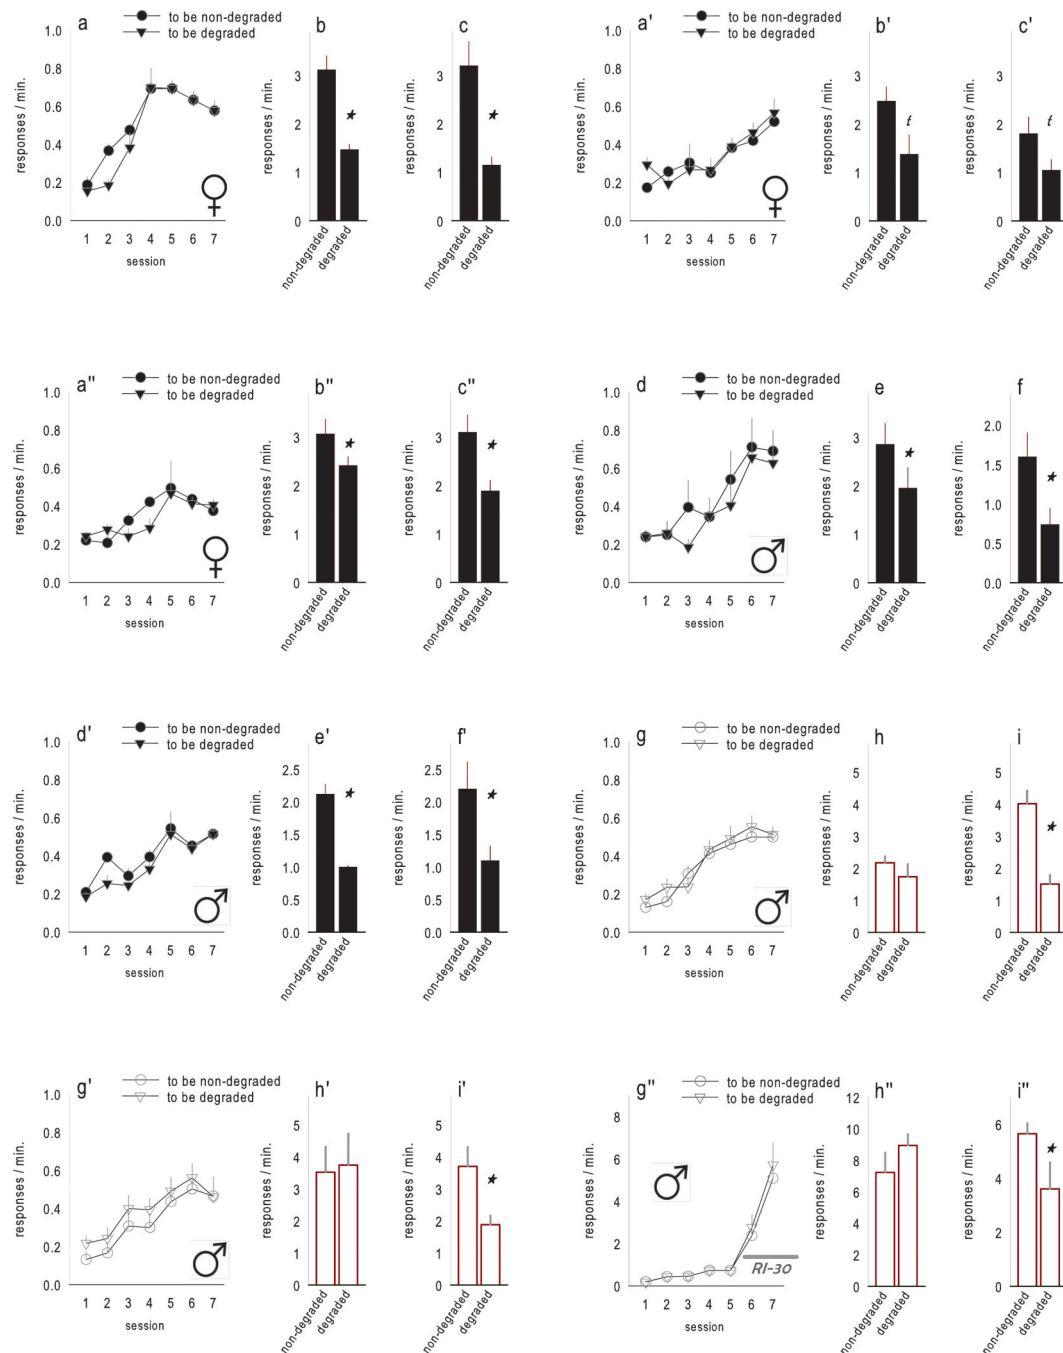 a
to be non-degraded
to be degraded
responses / min.
1.0
0.8
0.6
0.4
0.2
0.0
1 2 3 4 5 6 7
session
b
responses / min.
3
2
1
0
non-degraded
degraded
c
responses / min.
3
2
1
0
non-degraded
degraded
a'
to be non-degraded
to be degraded
responses / min.
1.0
0.8
0.6
0.4
0.2
0.0
1 2 3 4 5 6 7
session
b'
responses / min.
3
2
1
0
t
non-degraded
degraded
c'
responses / min.
3
2
1
0
t
non-degraded
degraded
a"
to be non-degraded
to be degraded
responses / min.
1.0
0.8
0.6
0.4
0.2
0.0
1 2 3 4 5 6 7
session
b"
responses / min.
3
2
1
0
non-degraded
degraded
c"
responses / min.
3
2
1
0
non-degraded
degraded
d
to be non-degraded
to be degraded
responses / min.
1.0
0.8
0.6
0.4
0.2
0.0
1 2 3 4 5 6 7
session
e
responses / min.
3
2
1
0
non-degraded
degraded
f
responses / min.
2.0
1.5
1.0
0.5
0.0
non-degraded
degraded
d'
to be non-degraded
to be degraded
responses / min.
1.0
0.8
0.6
0.4
0.2
0.0
1 2 3 4 5 6 7
session
e'
responses / min.
2.5
2.0
1.5
1.0
0.5
0.0
non-degraded
degraded
f'
responses / min.
2.5
2.0
1.5
1.0
0.5
0.0
non-degraded
degraded
g
to be non-degraded
to be degraded
responses / min.
1.0
0.8
0.6
0.4
0.2
0.0
1 2 3 4 5 6 7
session
h
responses / min.
5
4
3
2
1
0
non-degraded
degraded
i
responses / min.
5
4
3
2
1
0
non-degraded
degraded
g'
to be non-degraded
to be degraded
responses / min.
1.0
0.8
0.6
0.4
0.2
0.0
1 2 3 4 5 6 7
session
h'
responses / min.
5
4
3
2
1
0
non-degraded
degraded
i'
responses / min.
5
4
3
2
1
0
non-degraded
degraded
g"
to be non-degraded
to be degraded
responses / min.
8
6
4
2
0
RI-30
1 2 3 4 5 6 7
session
h"
responses / min.
12
10
8
6
4
2
0
non-degraded
degraded
i"
responses / min.
6
4
2
0
non-degraded
degraded